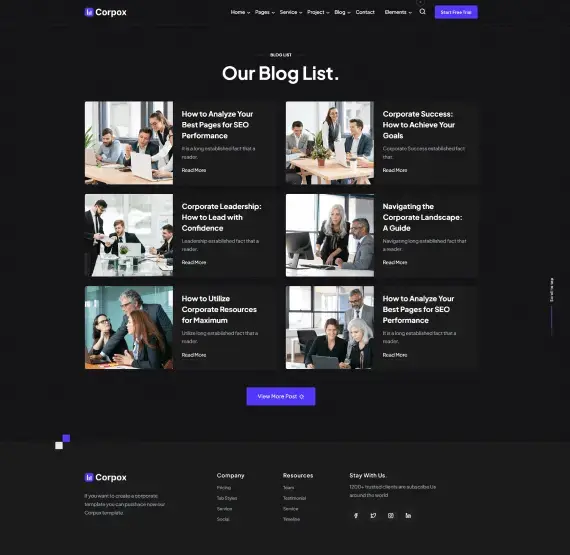 Corpox
Home Pages Service Project Blog Contact Elements Start Free Trial
BLOG LIST
Our Blog List.
How to Analyze Your
Best Pages for SEO
Performance
It is a long established fact that a
reader.
Read More
Corporate Success:
How to Achieve Your
Goals
Corporate Success established fact
that
Read More
Corporate Leadership:
How to Lead with
Confidence
Leadership established fact that a
reader.
Read More
Navigating the
Corporate Landscape:
A Guide
Navigating long established fact that
a reader
Read More
How to Utilize
Corporate Resources
for Maximum
Utilize long established fact that a
reader.
Read More
How to Analyze Your
Best Pages for SEO
Performance
It is a long established fact that a
reader.
Read More
View More Post
Corpox
If you want to create a corporate
template you can purchase now our
Corpox template
Company
Pricing
Tab Styles
Service
Social
Resources
Team
Testimonial
Service
Timeline
Stay With Us.
1200+ trusted clients are subscribe Us
around the world